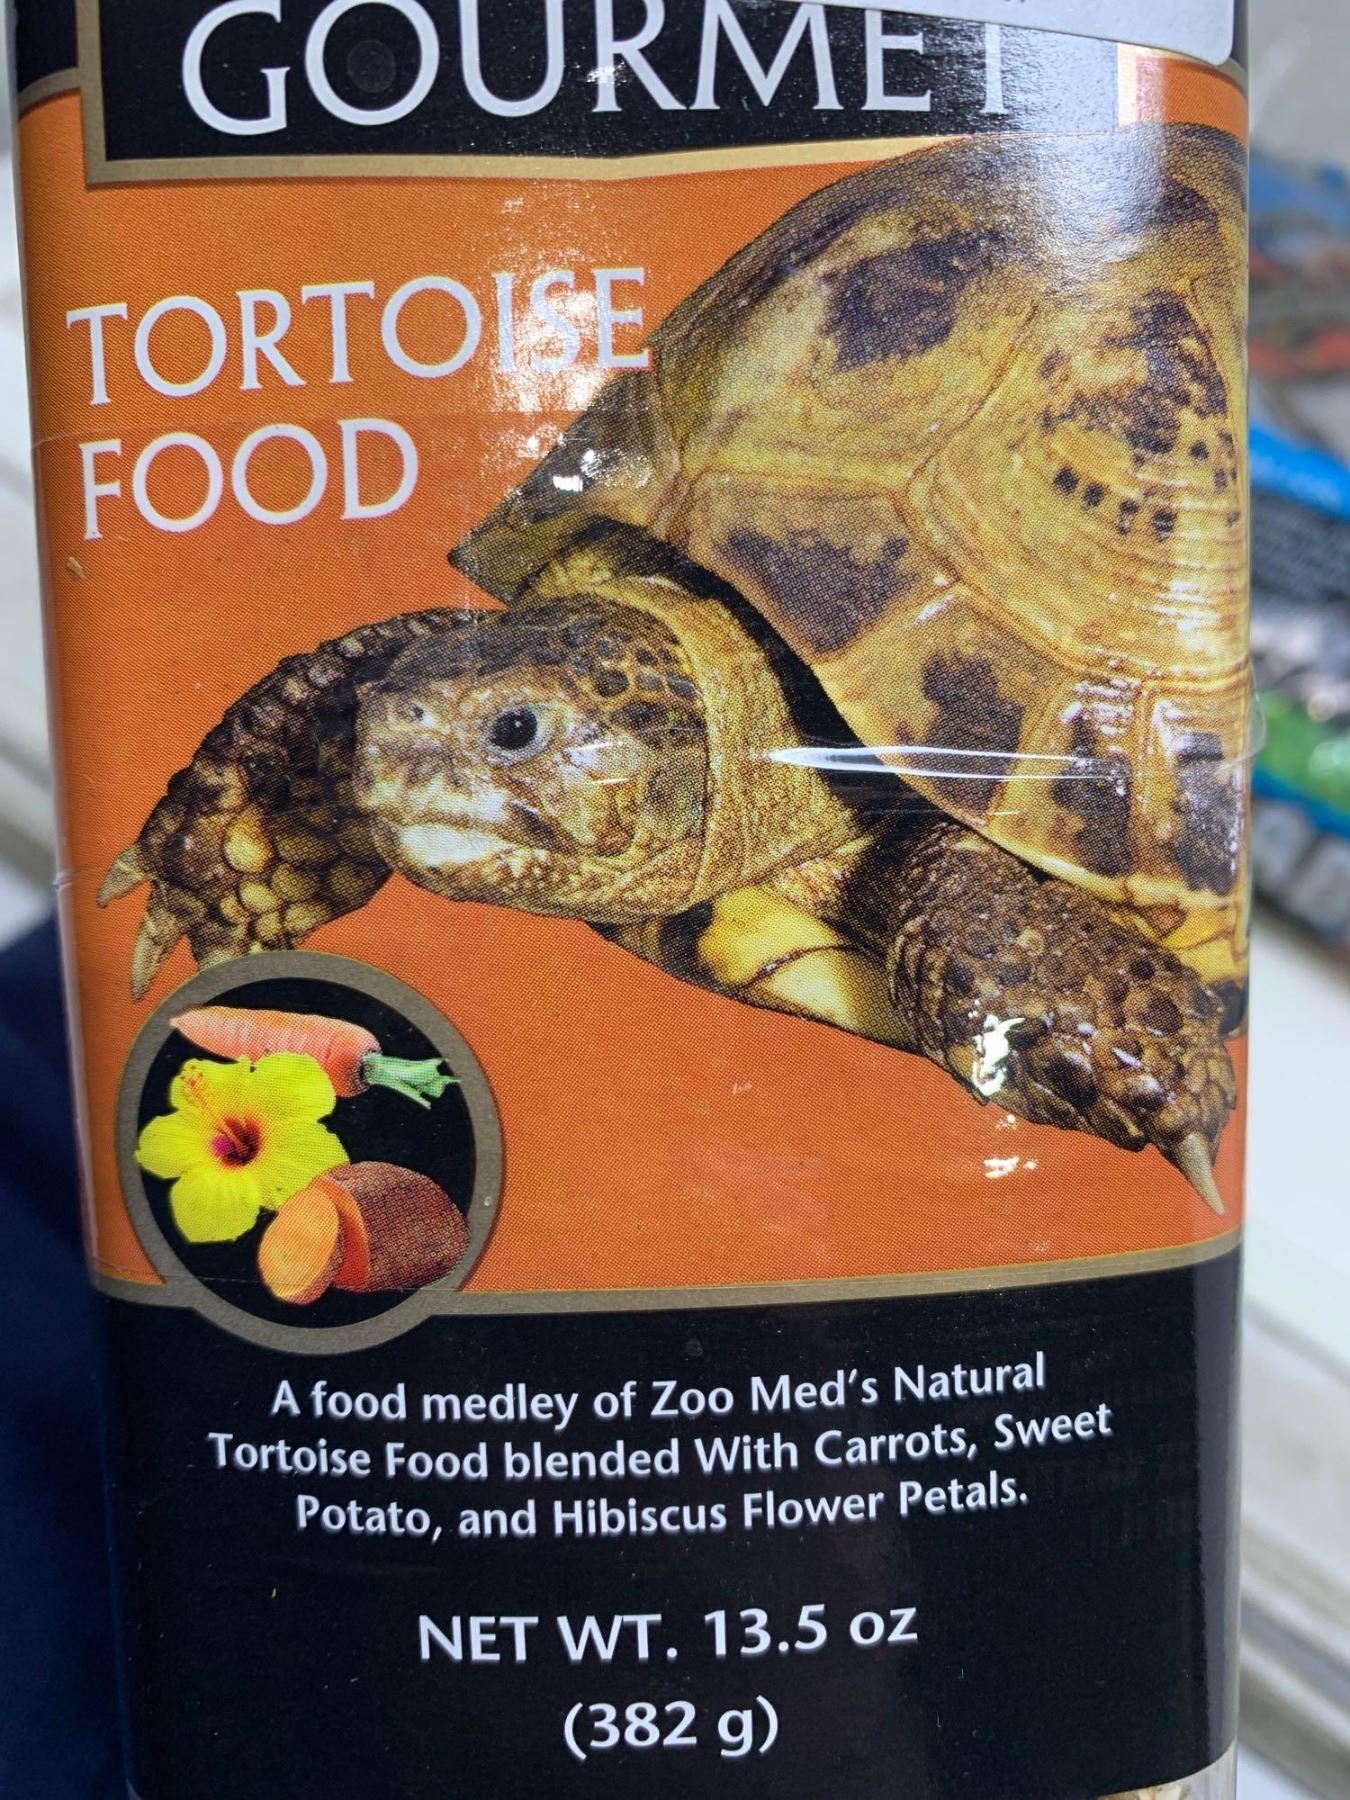 GOURMET
TORTOISE
FOOD
A food medley of Zoo Med's Natural
Tortoise Food blended With Carrots, Sweet
Potato, and Hibiscus Flower Petals.
NET WT. 13.5 oz
(382 g)